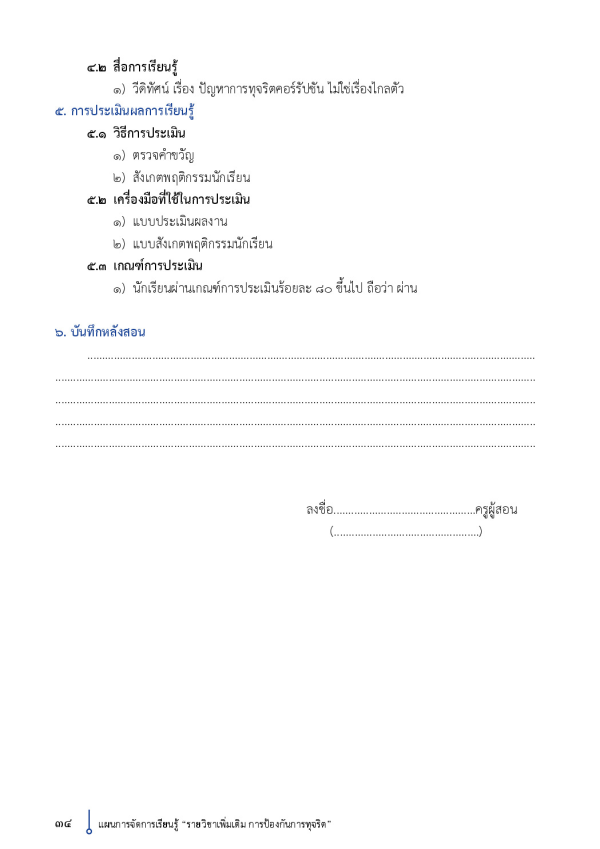 ๔.๒ สื่อการเรียนรู้
๑) วีดิทัศน์ เรื่อง ปัญหาการทุจริตคอร์รัปชัน ไม่ใช่เรื่องไกลตัว
๕. การประเมินผลการเรียนรู้
๕.๑ วิธีการประเมิน
๑) ตรวจคำขวัญ
๒) สังเกตพฤติกรรมนักเรียน
๕.๒ เครื่องมือที่ใช้ในการประเมิน
๑) แบบประเมินผลงาน
๒) แบบสังเกตพฤติกรรมนักเรียน
๕.๓ เกณฑ์การประเมิน
๑) นักเรียนผ่านเกณฑ์การประเมินร้อยละ ๘๐ ขึ้นไป ถือว่า ผ่าน
๖. บันทึกหลังสอน
ลงชื่อ................................................ครูผู้สอน
(.................................................)
๓๔ แผนการจัดการเรียนรู้ “รายวิชาเพิ่มเติม การป้องกันการทุจริต”